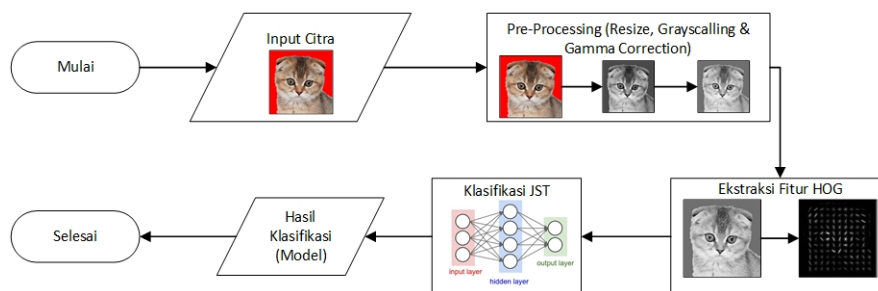 Mulai
Input Citra
Pre-Processing (Resize, Grayscalling &
Gamma Correction)
Ekstraksi Fitur HOG
Klasifikasi JST
input layer
hidden layer
output layer
Hasil
Klasifikasi
(Model)
Selesai